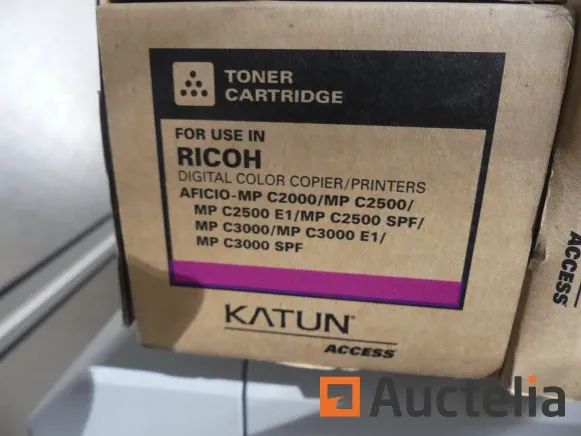 TONER
CARTRIDGE
FOR USE IN
RICOH
DIGITAL COLOR COPIER/PRINTERS
AFICIO-MP C2000/MP C2500/
MP C2500 E1/MP C2500 SPF/
MP C3000/MP C3000 E1/
MP C3000 SPF
KATUN®
ACCESS™
ACCESS
Auctelia